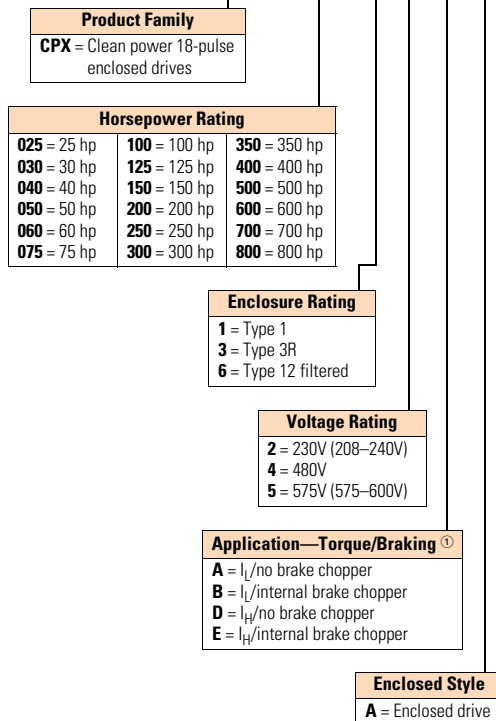 Product Family
CPX = Clean power 18-pulse
enclosed drives
Horsepower Rating
025 = 25 hp 100 = 100 hp 350 = 350 hp
030 = 30 hp 125 = 125 hp 400 = 400 hp
040 = 40 hp 150 = 150 hp 500 = 500 hp
050 = 50 hp 200 = 200 hp 600 = 600 hp
060 = 60 hp 250 = 250 hp 700 = 700 hp
075 = 75 hp 300 = 300 hp 800 = 800 hp
Enclosure Rating
1 = Type 1
3 = Type 3R
6 = Type 12 filtered
Voltage Rating
2 = 230V (208–240V)
4 = 480V
5 = 575V (575–600V)
Application—Torque/Braking ①
A = I_L/no brake chopper
B = I_L/internal brake chopper
D = I_H/no brake chopper
E = I_H/internal brake chopper
Enclosed Style
A = Enclosed drive